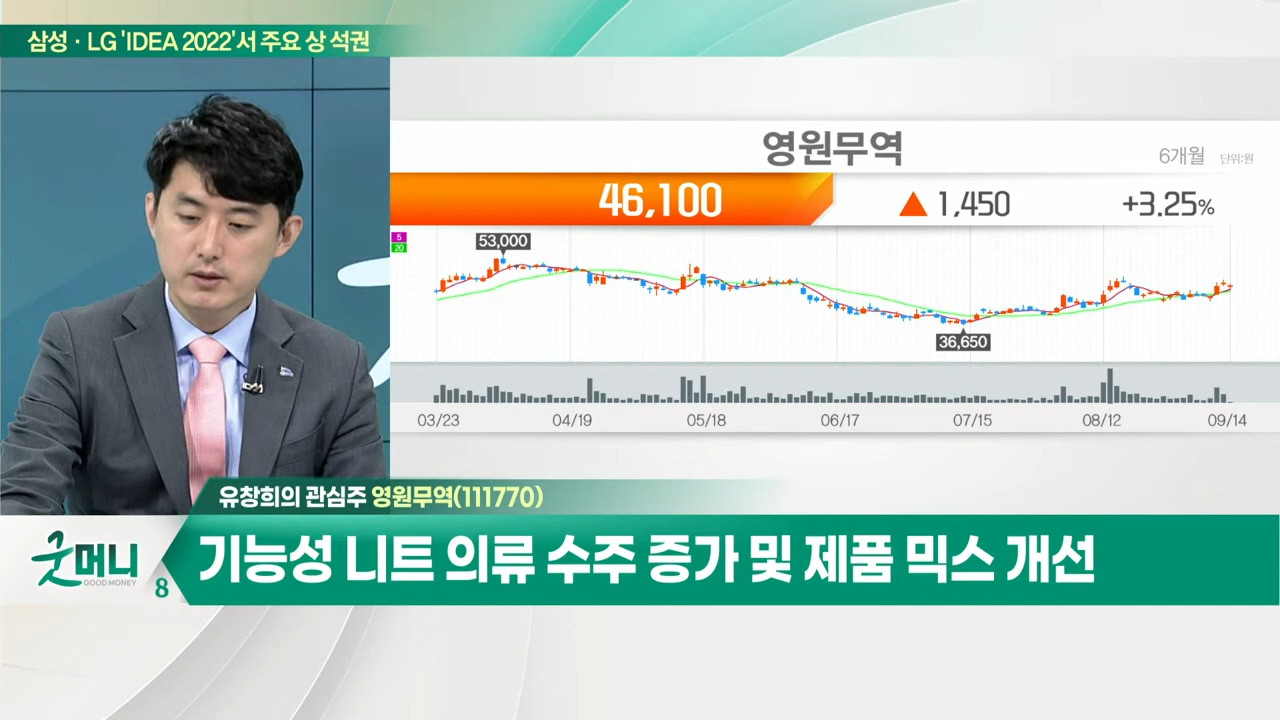 삼성·LG 'IDEA 2022'서 주요 상 석권
영원무역
6개월 단위:원
46,100 ▲ 1,450 +3.25%
5
20
53,000
36,650
03/23 04/19 05/18 06/17 07/15 08/12 09/14
유창희의 관심주 영원무역(111770)
굿머니
GOOD MONEY
8
기능성 니트 의류 수주 증가 및 제품 믹스 개선